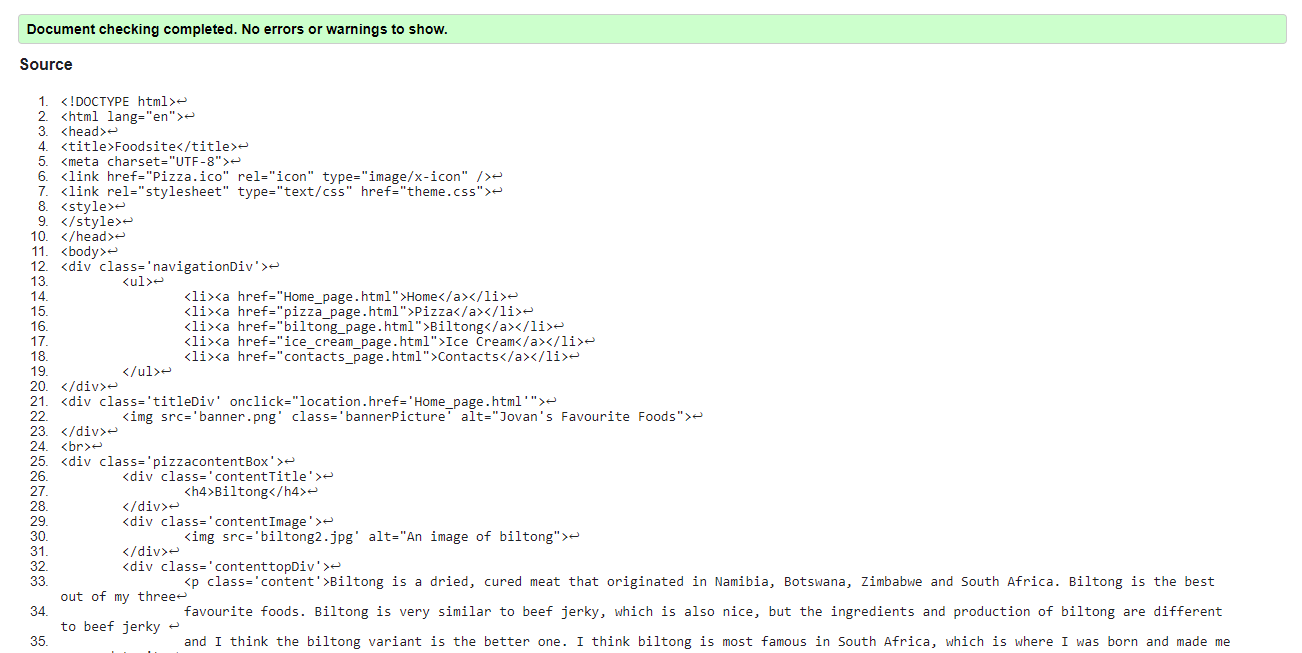 Document checking completed. No errors or warnings to show.
Source
1. <!DOCTYPE html>↩
2. <html lang="en">↩
3. <head>↩
4. <title>Foodsite</title>↩
5. <meta charset="UTF-8">↩
6. <link href="Pizza.ico" rel="icon" type="image/x-icon" />↩
7. <link rel="stylesheet" type="text/css" href="theme.css">↩
8. <style>↩
9. </style>↩
10. </head>↩
11. <body>↩
12. <div class='navigationDiv'>↩
13. <ul>↩
14. <li><a href="Home_page.html">Home</a></li>↩
15. <li><a href="pizza_page.html">Pizza</a></li>↩
16. <li><a href="biltong_page.html">Biltong</a></li>↩
17. <li><a href="ice_cream_page.html">Ice Cream</a></li>↩
18. <li><a href="contacts_page.html">Contacts</a></li>↩
19. </ul>↩
20. </div>↩
21. <div class='titleDiv' onclick="location.href='Home_page.html'">↩
22. <img src='banner.png' class='bannerPicture' alt="Jovan's Favourite Foods">↩
23. </div>↩
24. <br>↩
25. <div class='pizzacontentBox'>↩
26. <div class='contentTitle'>↩
27. <h4>Biltong</h4>↩
28. </div>↩
29. <div class='contentImage'>↩
30. <img src='biltong2.jpg' alt="An image of biltong">↩
31. </div>↩
32. <div class='contenttopDiv'>↩
33. <p class='content'>Biltong is a dried, cured meat that originated in Namibia, Botswana, Zimbabwe and South Africa. Biltong is the best
out of my three↩
34. favourite foods. Biltong is very similar to beef jerky, which is also nice, but the ingredients and production of biltong are different
to beef jerky ↩
35. and I think the biltong variant is the better one. I think biltong is most famous in South Africa, which is where I was born and made me